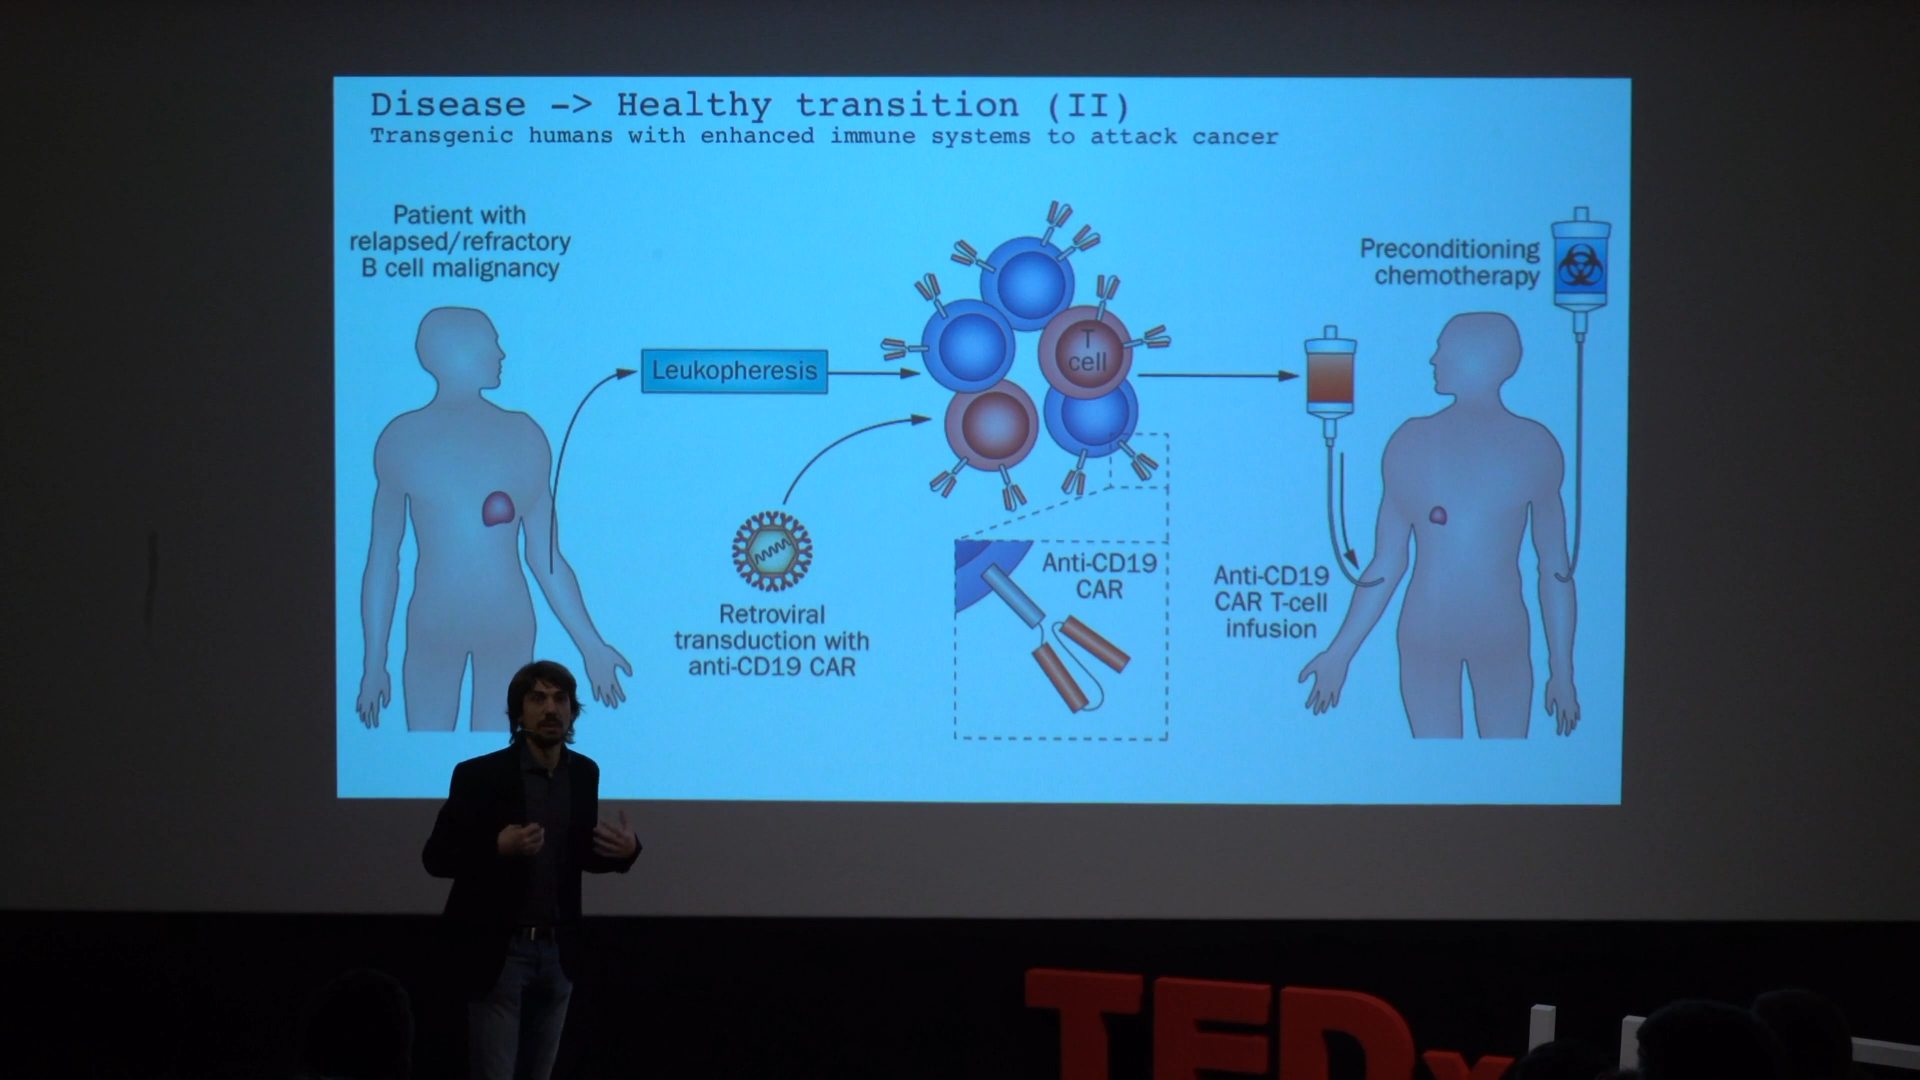 Disease -> Healthy transition (II)
Transgenic humans with enhanced immune systems to attack cancer
Patient with
relapsed/refractory
B cell malignancy
Leukopheresis
T
cell
Preconditioning
chemotherapy
Retroviral
transduction with
anti-CD19 CAR
Anti-CD19
CAR
Anti-CD19
CAR T-cell
infusion
TEDx